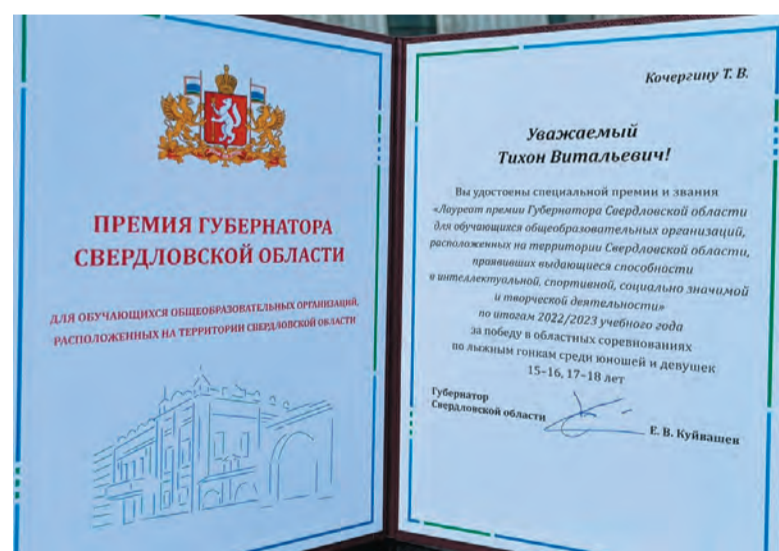 ПРЕМИЯ ГУБЕРНАТОРА
СВЕРДЛОВСКОЙ ОБЛАСТИ
ДЛЯ ОБУЧАЮЩИХСЯ ОБЩЕОБРАЗОВАТЕЛЬНЫХ ОРГАНИЗАЦИЙ,
РАСПОЛОЖЕННЫХ НА ТЕРРИТОРИИ СВЕРДЛОВСКОЙ ОБЛАСТИ
Кочергину Т. В.
Уважаемый
Тихон Витальевич!
Вы удостоены специальной премии и звания
«Лауреат премии Губернатора Свердловской области
для обучающихся общеобразовательных организаций,
расположенных на территории Свердловской области,
проявивших выдающиеся способности
в интеллектуальной, спортивной, социально значимой
и творческой деятельности»
по итогам 2022/2023 учебного года
за победу в областных соревнованиях
по лыжным гонкам среди юношей и девушек
15–16, 17–18 лет
Губернатор
Свердловской области
Е. В. Куйвашев